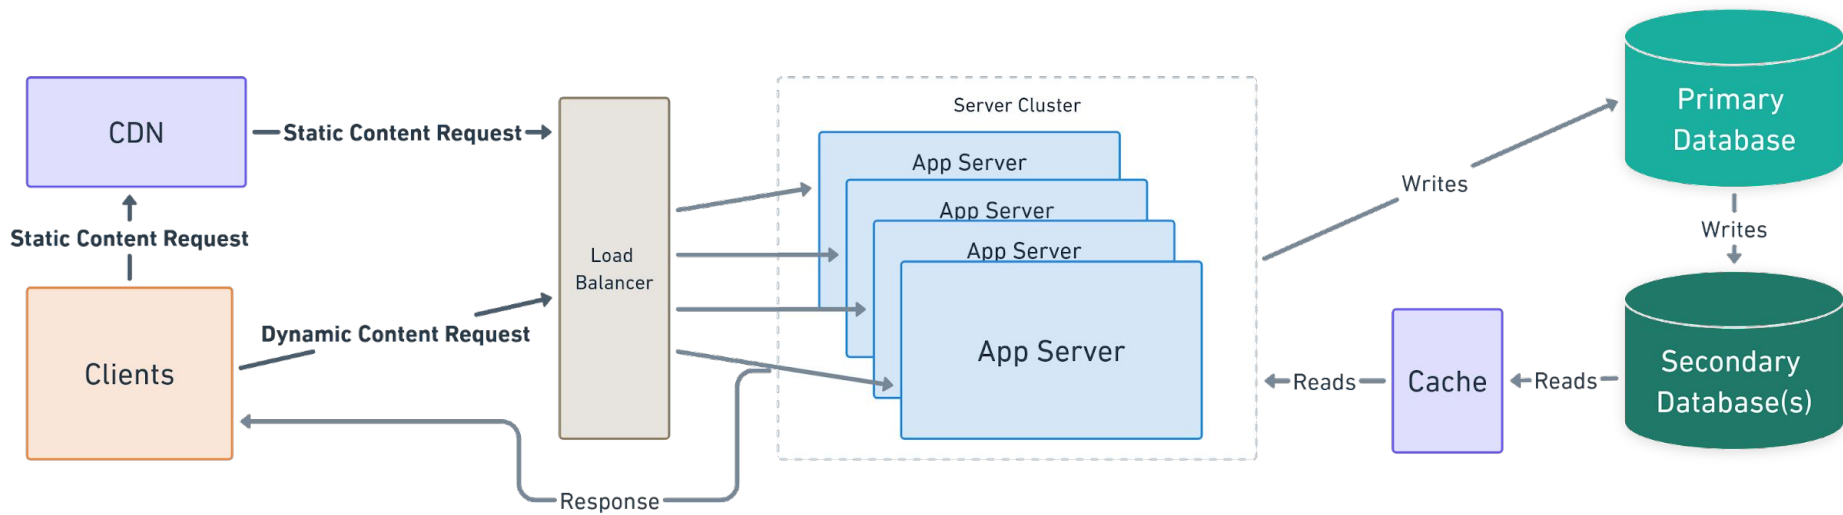 CDN
Static Content Request
Static Content Request
Clients
Dynamic Content Request
Load
Balancer
Response
Server Cluster
App Server
App Server
App Server
App Server
Writes
Primary
Database
Writes
Secondary
Database(s)
Reads
Cache
Reads